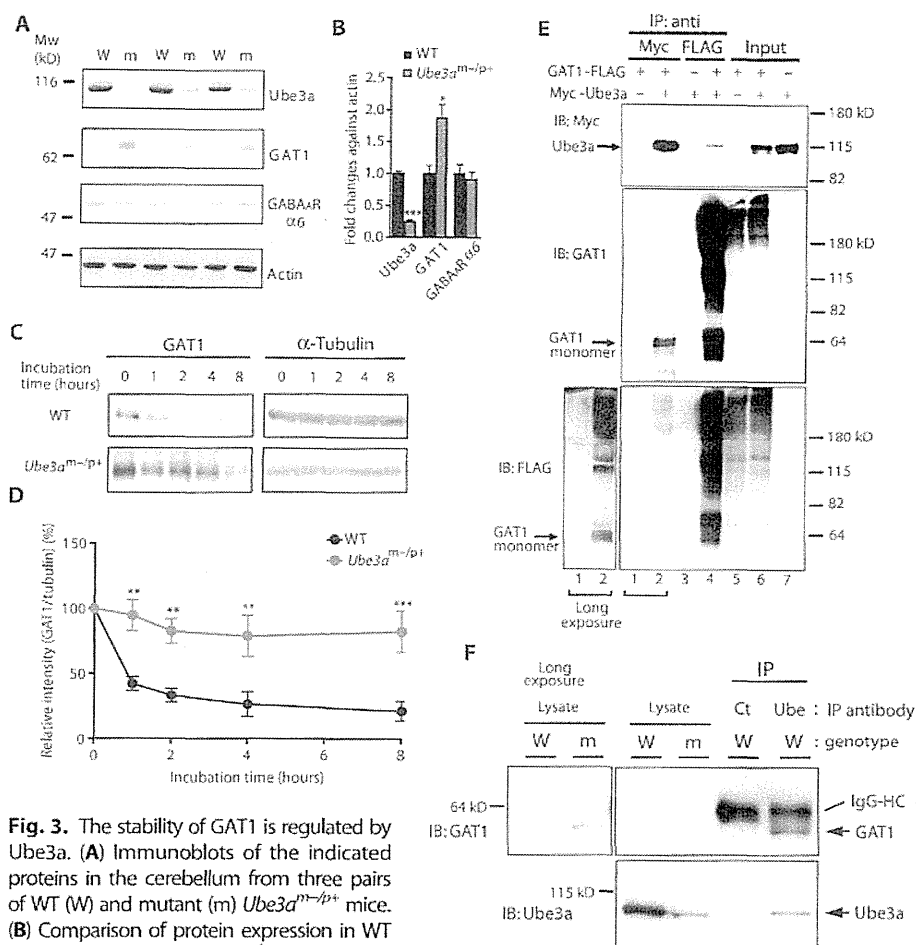 A
Mw
(kD)
W m W m W m
116
Ube3a
62
GAT1
47
GABAAR
α6
47
Actin
B
WT
Ube3a m−/p+
Fold changes against actin
2.5
2.0
1.5
1.0
0.5
0.0
***
*
Ube3a
GAT1
GABAAR α6
C
GAT1
α-Tubulin
Incubation
time (hours)
0 1 2 4 8
0 1 2 4 8
WT
Ube3a m−/p+
D
WT
Ube3a m−/p+
Relative intensity (GAT1/tubulin) (%)
150
100
50
0
** ** ** ***
0 2 4 6 8
Incubation time (hours)
Fig. 3. The stability of GAT1 is regulated by
Ube3a. (A) Immunoblots of the indicated
proteins in the cerebellum from three pairs
of WT (W) and mutant (m) Ube3a m−/p+ mice.
(B) Comparison of protein expression in WT
E
IP: anti
Myc FLAG Input
GAT1-FLAG + + − + + + −
Myc-Ube3a − + + + − + +
IB: Myc
Ube3a
180 kD
115
82
IB: GAT1
GAT1
monomer
180
115
82
64
IB: FLAG
GAT1
monomer
180 kD
115
82
64
1 2 1 2 3 4 5 6 7
Long
exposure
F
Long
exposure
IP
Lysate Lysate Ct Ube : IP antibody
W m W m W W : genotype
64 kD
IB: GAT1
IgG-HC
GAT1
115 kD
IB: Ube3a
Ube3a